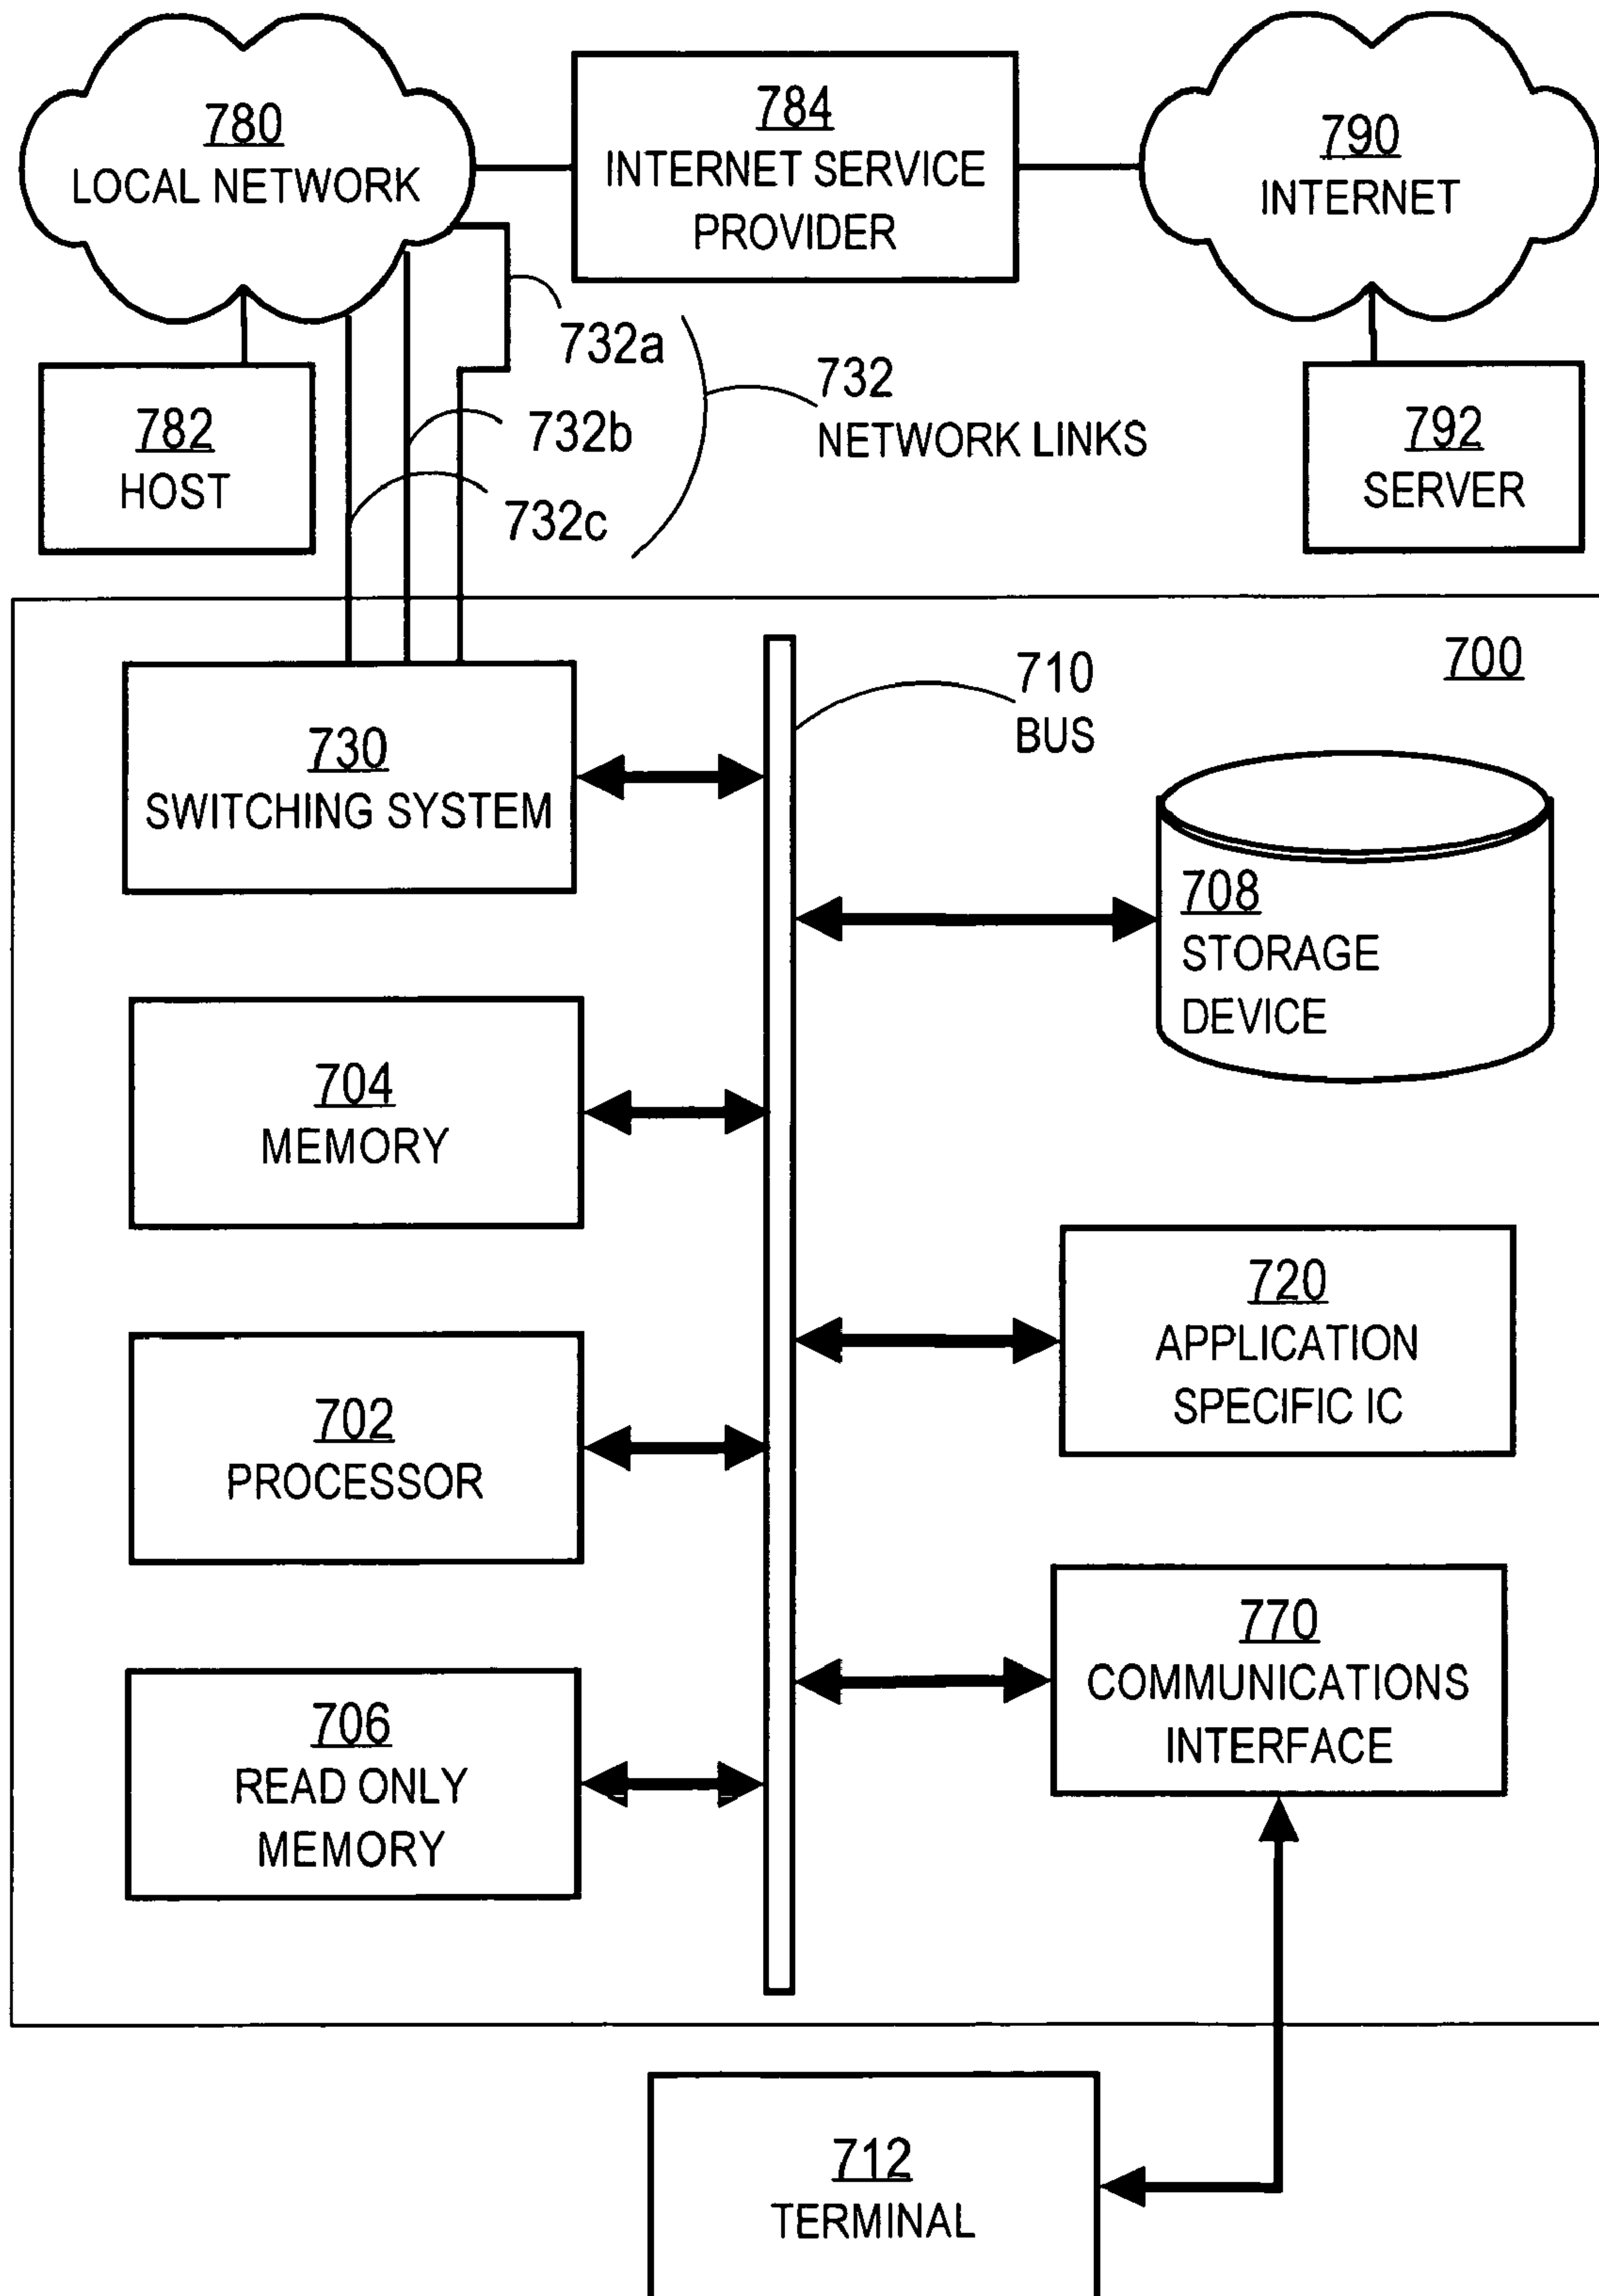 780
LOCAL NETWORK
784
INTERNET SERVICE
PROVIDER
790
INTERNET
732a
732b
732c
732
NETWORK LINKS
782
HOST
792
SERVER
700
710
BUS
730
SWITCHING SYSTEM
708
STORAGE
DEVICE
704
MEMORY
720
APPLICATION
SPECIFIC IC
702
PROCESSOR
770
COMMUNICATIONS
INTERFACE
706
READ ONLY
MEMORY
712
TERMINAL